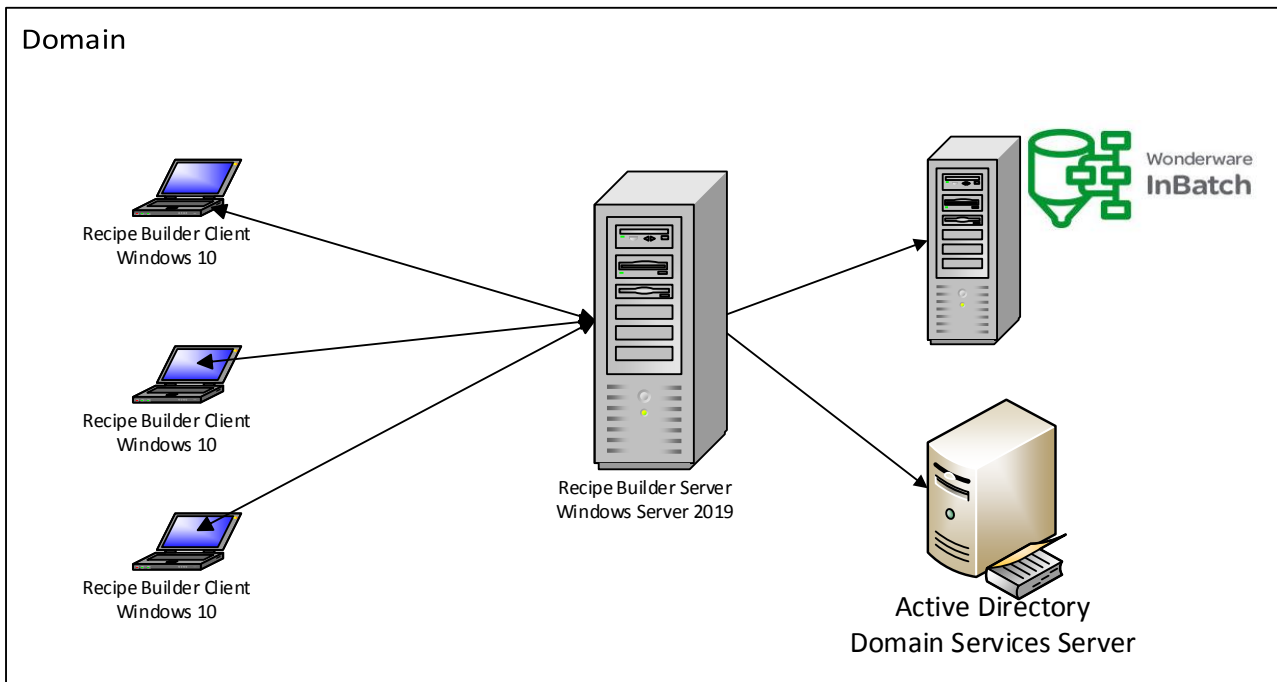 Domain
Recipe Builder Client
Windows 10
Recipe Builder Client
Windows 10
Recipe Builder Client
Windows 10
Recipe Builder Server
Windows Server 2019
Wonderware
InBatch
Active Directory
Domain Services Server